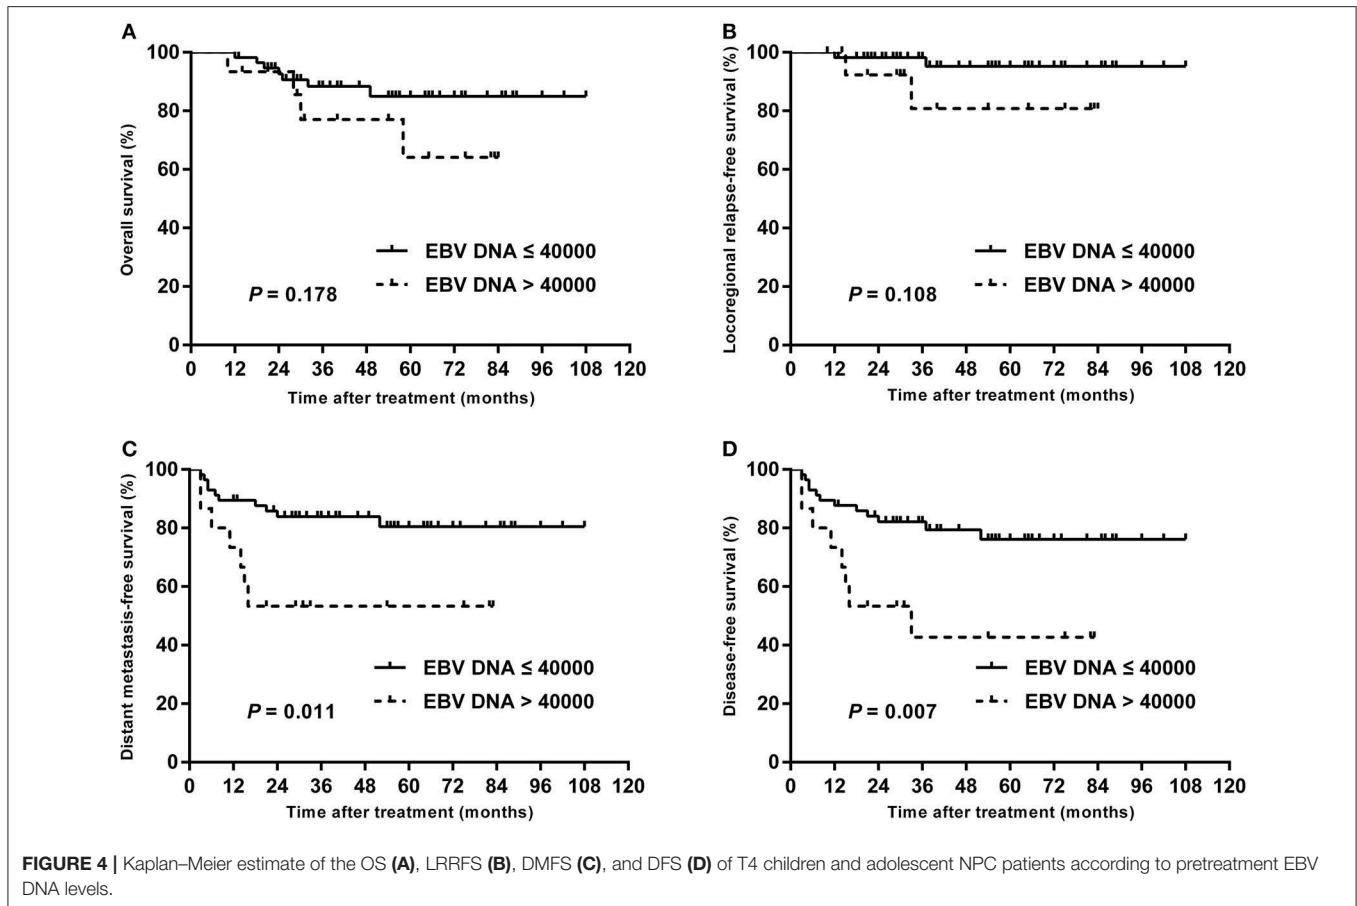 A
Overall survival (%)
100
80
60
40
20
0
EBV DNA ≤ 40000
EBV DNA > 40000
P = 0.178
0 12 24 36 48 60 72 84 96 108 120
Time after treatment (months)
B
Locoregional relapse-free survival (%)
100
80
60
40
20
0
EBV DNA ≤ 40000
EBV DNA > 40000
P = 0.108
0 12 24 36 48 60 72 84 96 108 120
Time after treatment (months)
C
Distant metastasis-free survival (%)
100
80
60
40
20
0
EBV DNA ≤ 40000
EBV DNA > 40000
P = 0.011
0 12 24 36 48 60 72 84 96 108 120
Time after treatment (months)
D
Disease-free survival (%)
100
80
60
40
20
0
EBV DNA ≤ 40000
EBV DNA > 40000
P = 0.007
0 12 24 36 48 60 72 84 96 108 120
Time after treatment (months)
FIGURE 4 | Kaplan–Meier estimate of the OS (A), LRRFS (B), DMFS (C), and DFS (D) of T4 children and adolescent NPC patients according to pretreatment EBV
DNA levels.